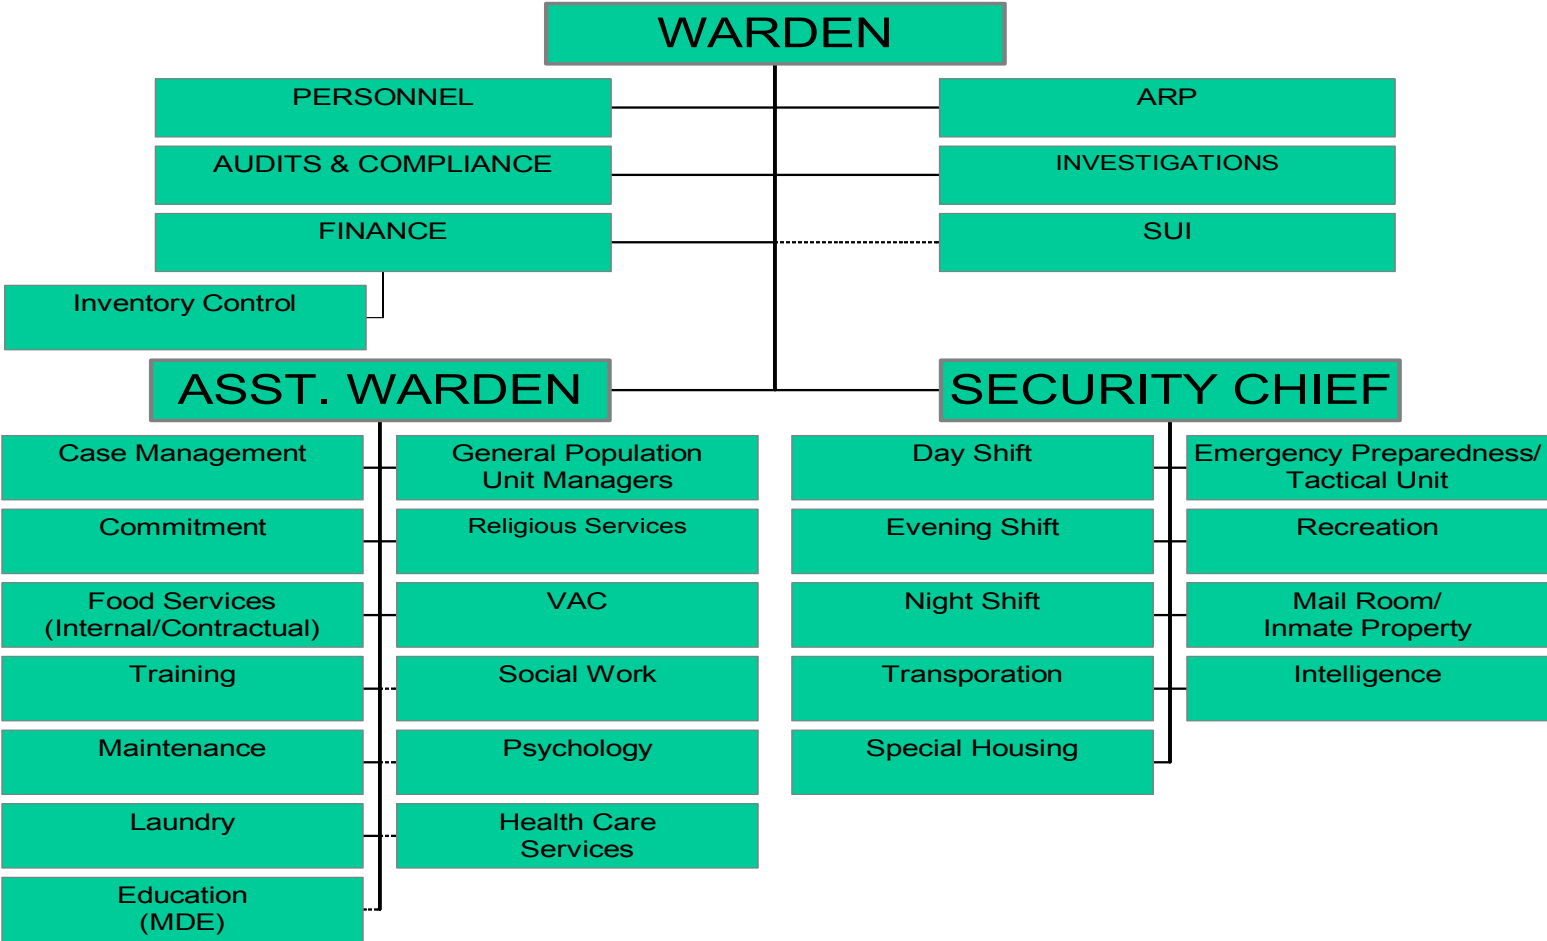 WARDEN
PERSONNEL
ARP
AUDITS & COMPLIANCE
INVESTIGATIONS
FINANCE
SUI
Inventory Control
ASST. WARDEN
SECURITY CHIEF
Case Management
General Population
Unit Managers
Day Shift
Emergency Preparedness/
Tactical Unit
Commitment
Religious Services
Evening Shift
Recreation
Food Services
(Internal/Contractual)
VAC
Night Shift
Mail Room/
Inmate Property
Training
Social Work
Transporation
Intelligence
Maintenance
Psychology
Special Housing
Laundry
Health Care
Services
Education
(MDE)